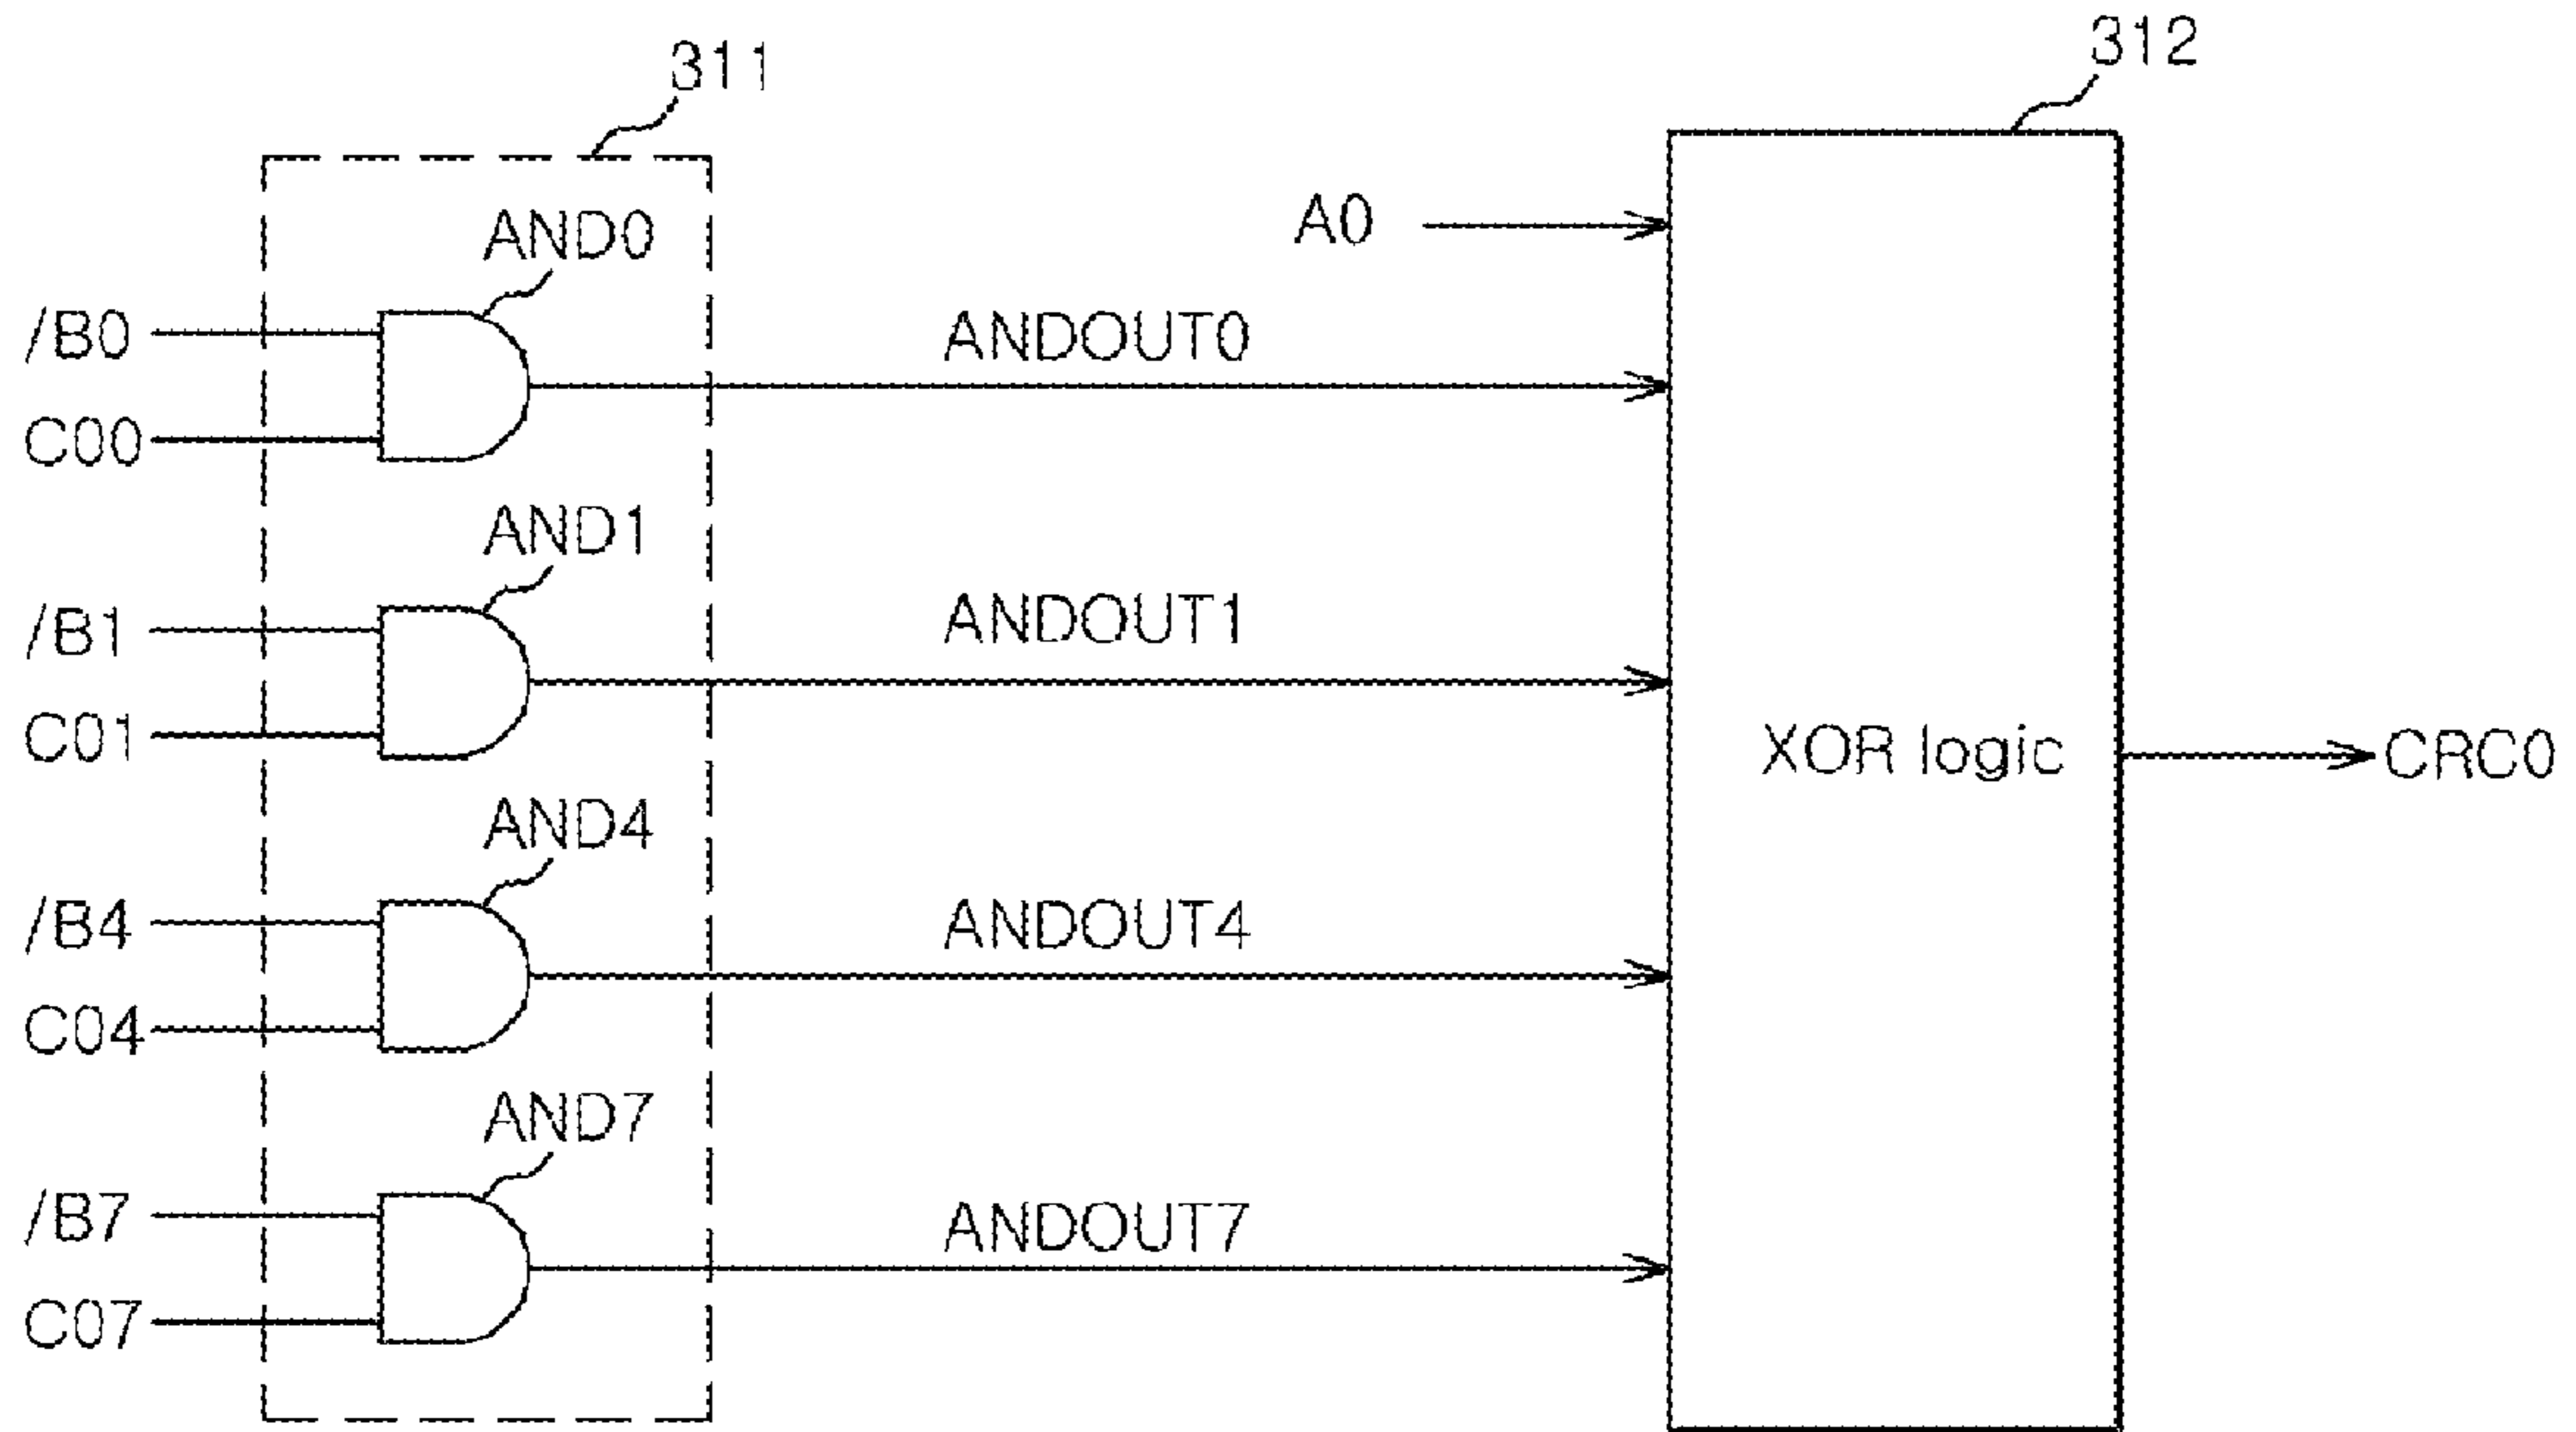 311
312
AND0
A0
/B0
ANDOUT0
C00
AND1
/B1
ANDOUT1
C01
XOR logic
CRC0
AND4
/B4
ANDOUT4
C04
AND7
/B7
ANDOUT7
C07